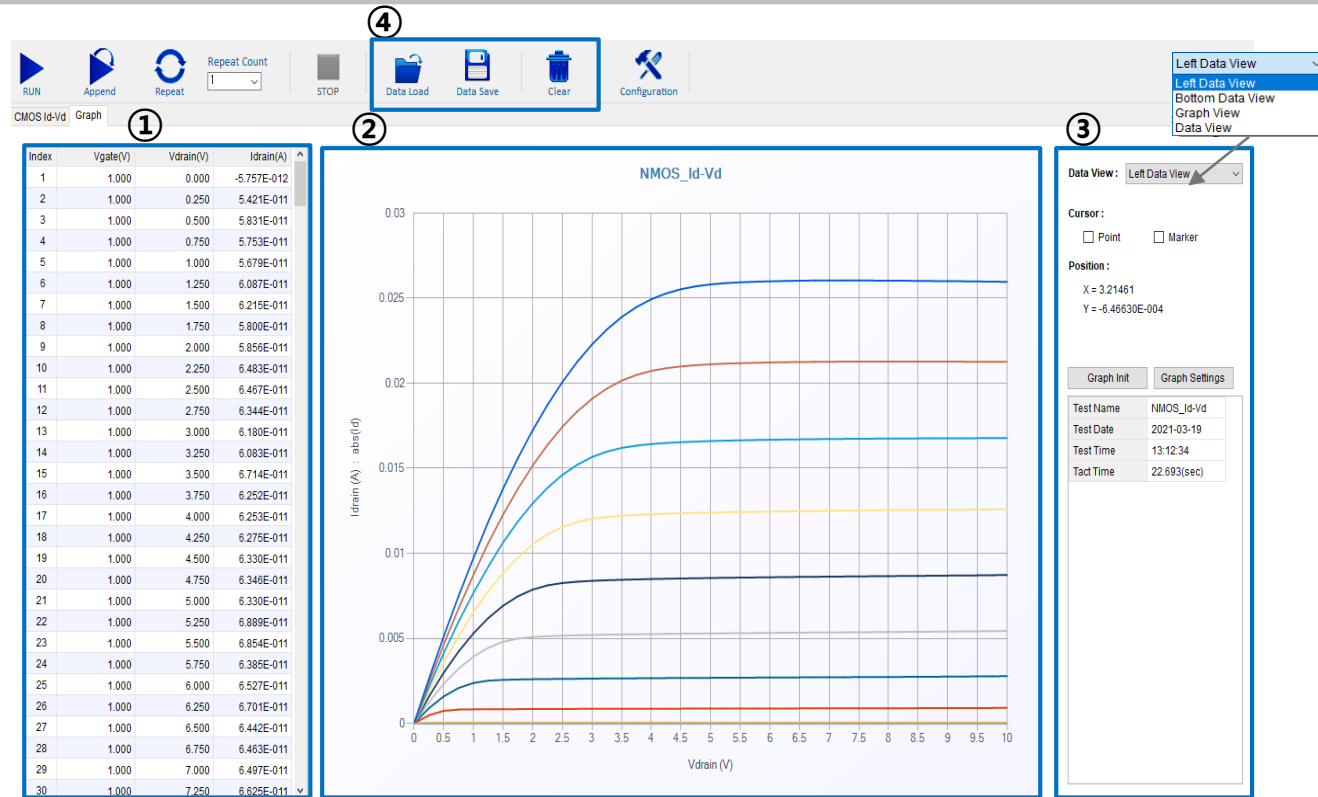 ④
RUN Append Repeat Repeat Count 1 STOP Data Load Data Save Clear Configuration
Left Data View
Left Data View
Bottom Data View
Graph View
Data View
CMOS Id-Vd Graph
① ② ③
Index Vgate(V) Vdrain(V) Idrain(A)
1 1.000 0.000 -5.757E-012
2 1.000 0.250 5.421E-011
3 1.000 0.500 5.831E-011
4 1.000 0.750 5.753E-011
5 1.000 1.000 5.679E-011
6 1.000 1.250 6.087E-011
7 1.000 1.500 6.215E-011
8 1.000 1.750 5.800E-011
9 1.000 2.000 5.856E-011
10 1.000 2.250 6.483E-011
11 1.000 2.500 6.467E-011
12 1.000 2.750 6.344E-011
13 1.000 3.000 6.180E-011
14 1.000 3.250 6.083E-011
15 1.000 3.500 6.714E-011
16 1.000 3.750 6.252E-011
17 1.000 4.000 6.253E-011
18 1.000 4.250 6.275E-011
19 1.000 4.500 6.330E-011
20 1.000 4.750 6.346E-011
21 1.000 5.000 6.330E-011
22 1.000 5.250 6.889E-011
23 1.000 5.500 6.854E-011
24 1.000 5.750 6.385E-011
25 1.000 6.000 6.527E-011
26 1.000 6.250 6.701E-011
27 1.000 6.500 6.442E-011
28 1.000 6.750 6.463E-011
29 1.000 7.000 6.497E-011
30 1.000 7.250 6.625E-011
NMOS_Id-Vd
Idrain (A) : abs(Id)
0.03
0.025
0.02
0.015
0.01
0.005
0
0 0.5 1 1.5 2 2.5 3 3.5 4 4.5 5 5.5 6 6.5 7 7.5 8 8.5 9 9.5 10
Vdrain (V)
Data View : Left Data View
Cursor :
Point Marker
Position :
X = 3.21461
Y = -6.46630E-004
Graph Init Graph Settings
Test Name NMOS_Id-Vd
Test Date 2021-03-19
Test Time 13:12:34
Tact Time 22.693(sec)